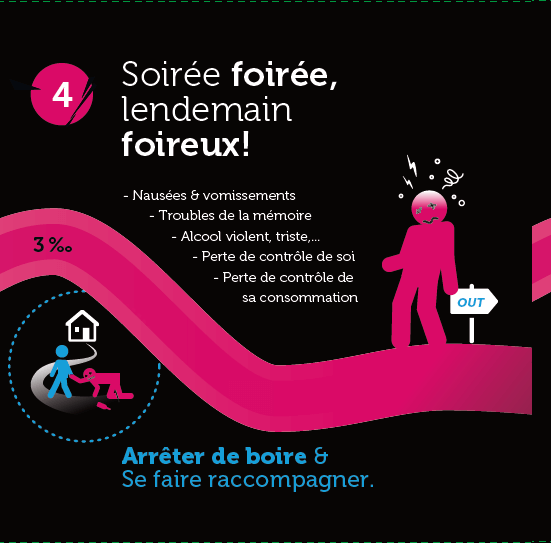 4
Soirée foirée,
lendemain
foireux!
- Nausées & vomissements
- Troubles de la mémoire
- Alcool violent, triste,...
- Perte de contrôle de soi
- Perte de contrôle de
sa consommation
3 ‰
OUT
Arrêter de boire &
Se faire raccompagner.